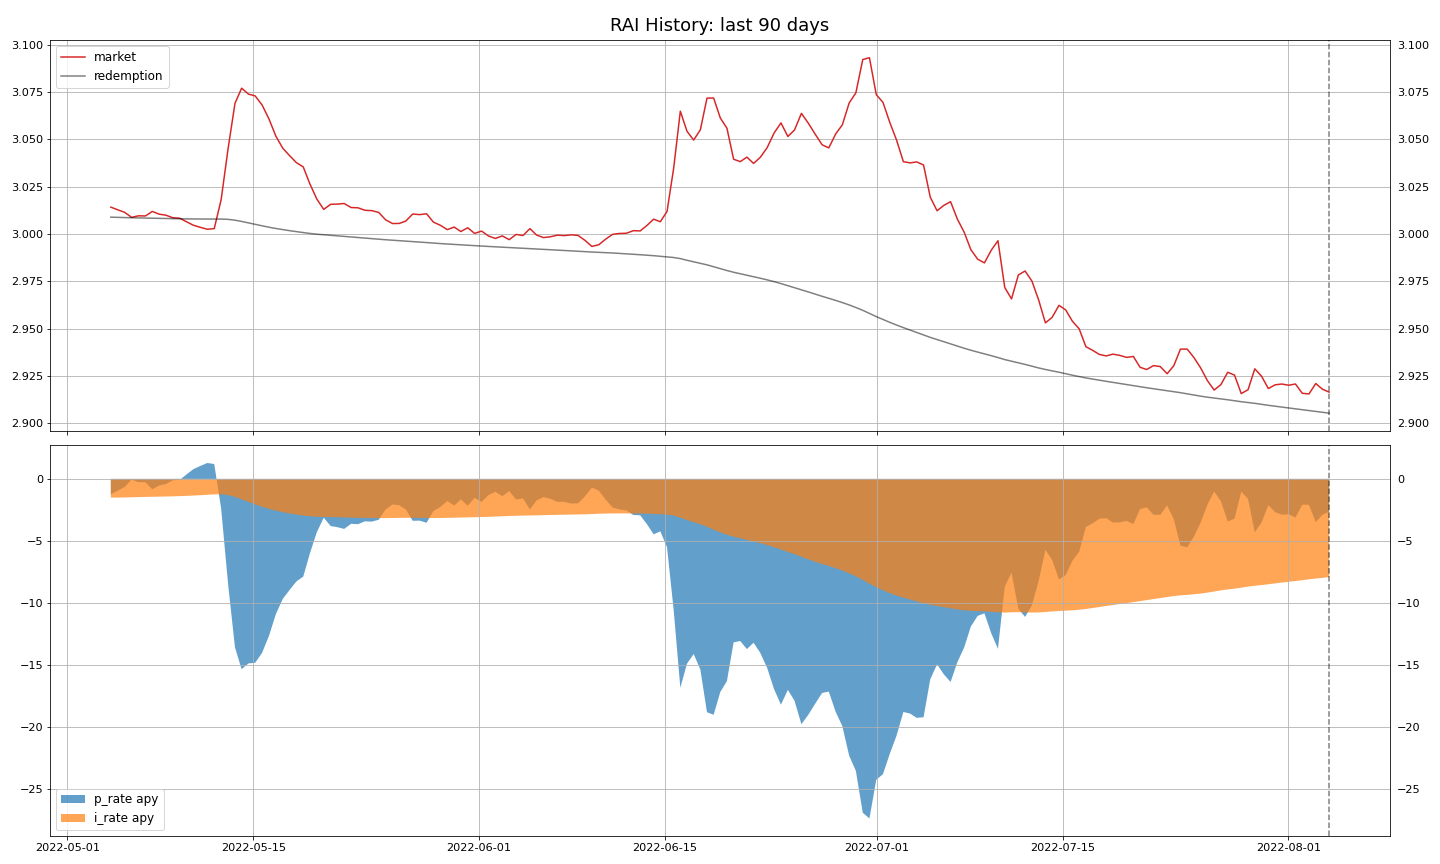 RAI History: last 90 days
3.100 3.100
market
redemption
3.075 3.075
3.050 3.050
3.025 3.025
3.000 3.000
2.975 2.975
2.950 2.950
2.925 2.925
2.900 2.900
0 0
−5 −5
−10 −10
−15 −15
−20 −20
−25 −25
p_rate apy
i_rate apy
2022-05-01 2022-05-15 2022-06-01 2022-06-15 2022-07-01 2022-07-15 2022-08-01